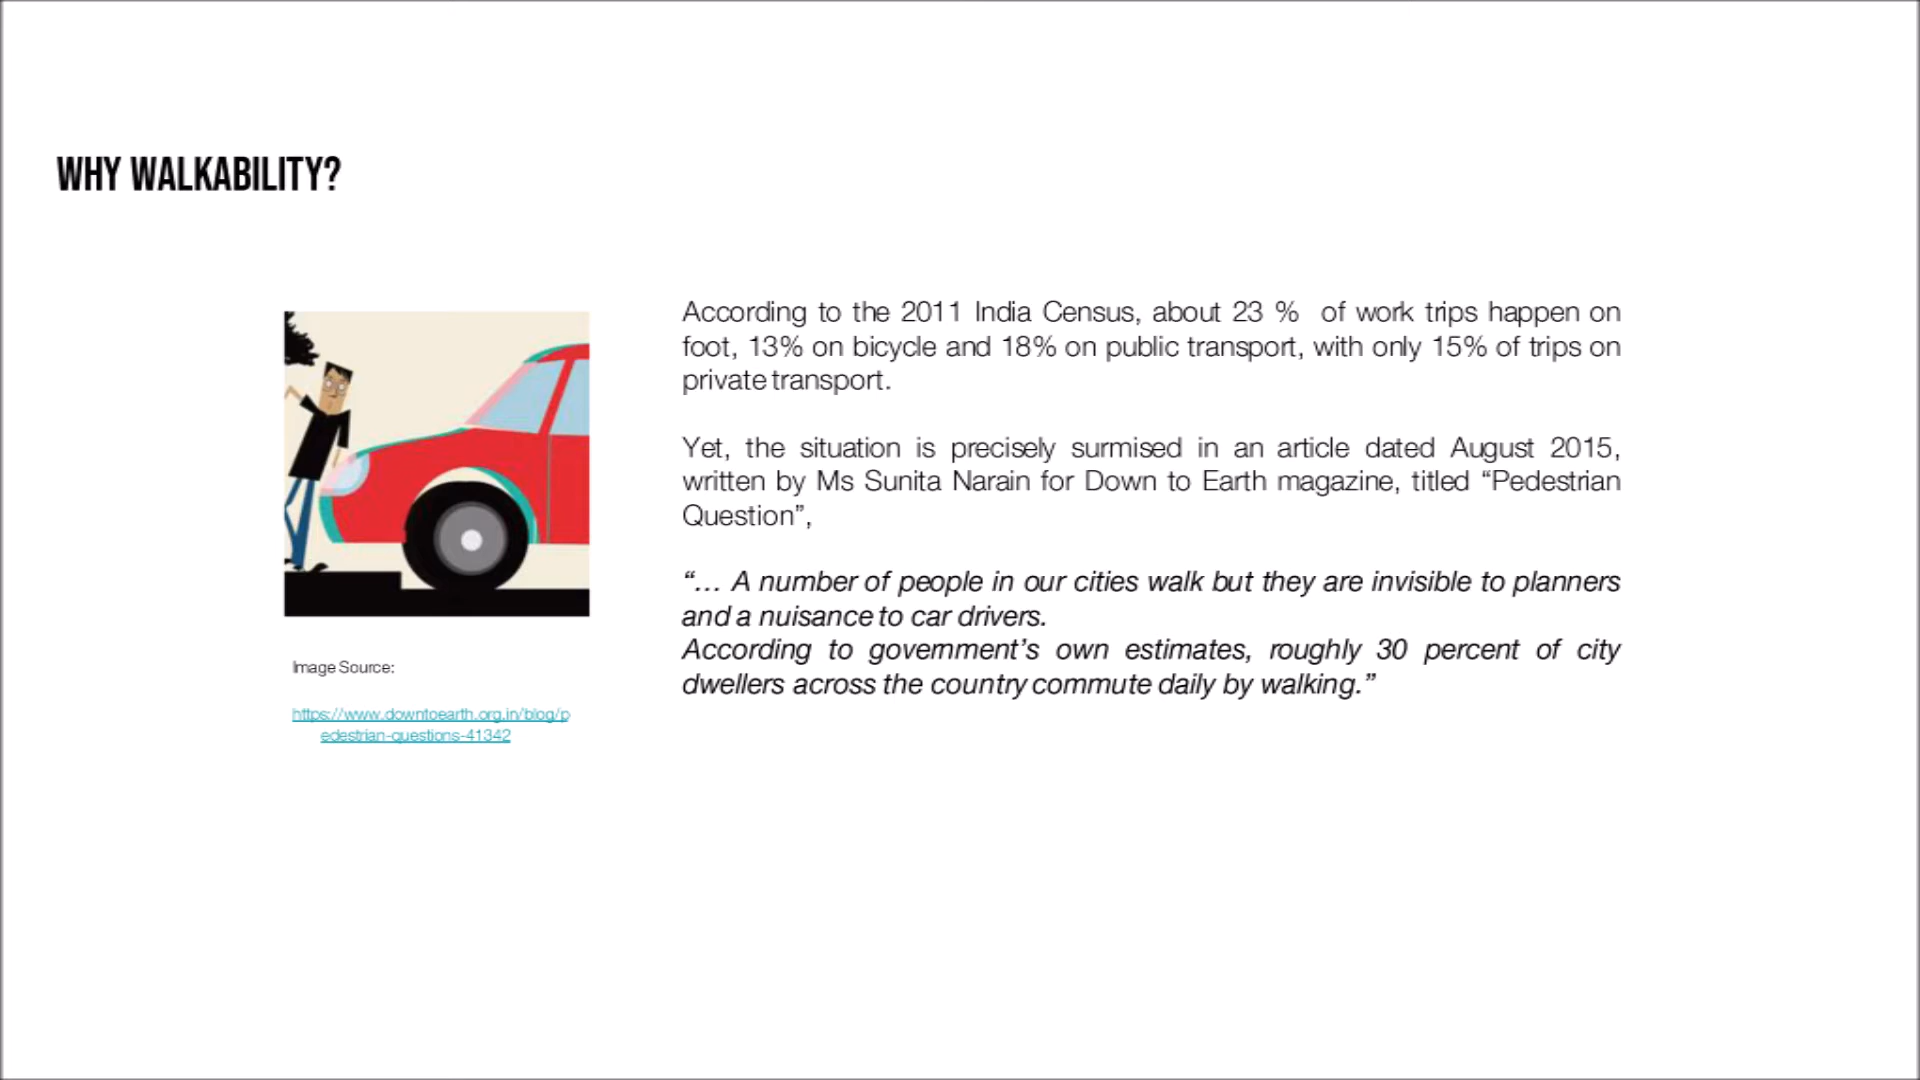 WHY WALKABILITY?
According to the 2011 India Census, about 23 % of work trips happen on
foot, 13% on bicycle and 18% on public transport, with only 15% of trips on
private transport.
Yet, the situation is precisely surmised in an article dated August 2015,
written by Ms Sunita Narain for Down to Earth magazine, titled “Pedestrian
Question”,
“... A number of people in our cities walk but they are invisible to planners
and a nuisance to car drivers.
According to government’s own estimates, roughly 30 percent of city
dwellers across the country commute daily by walking.”
Image Source:
https://www.downtoearth.org.in/blog/p
edestrian-questions-41342